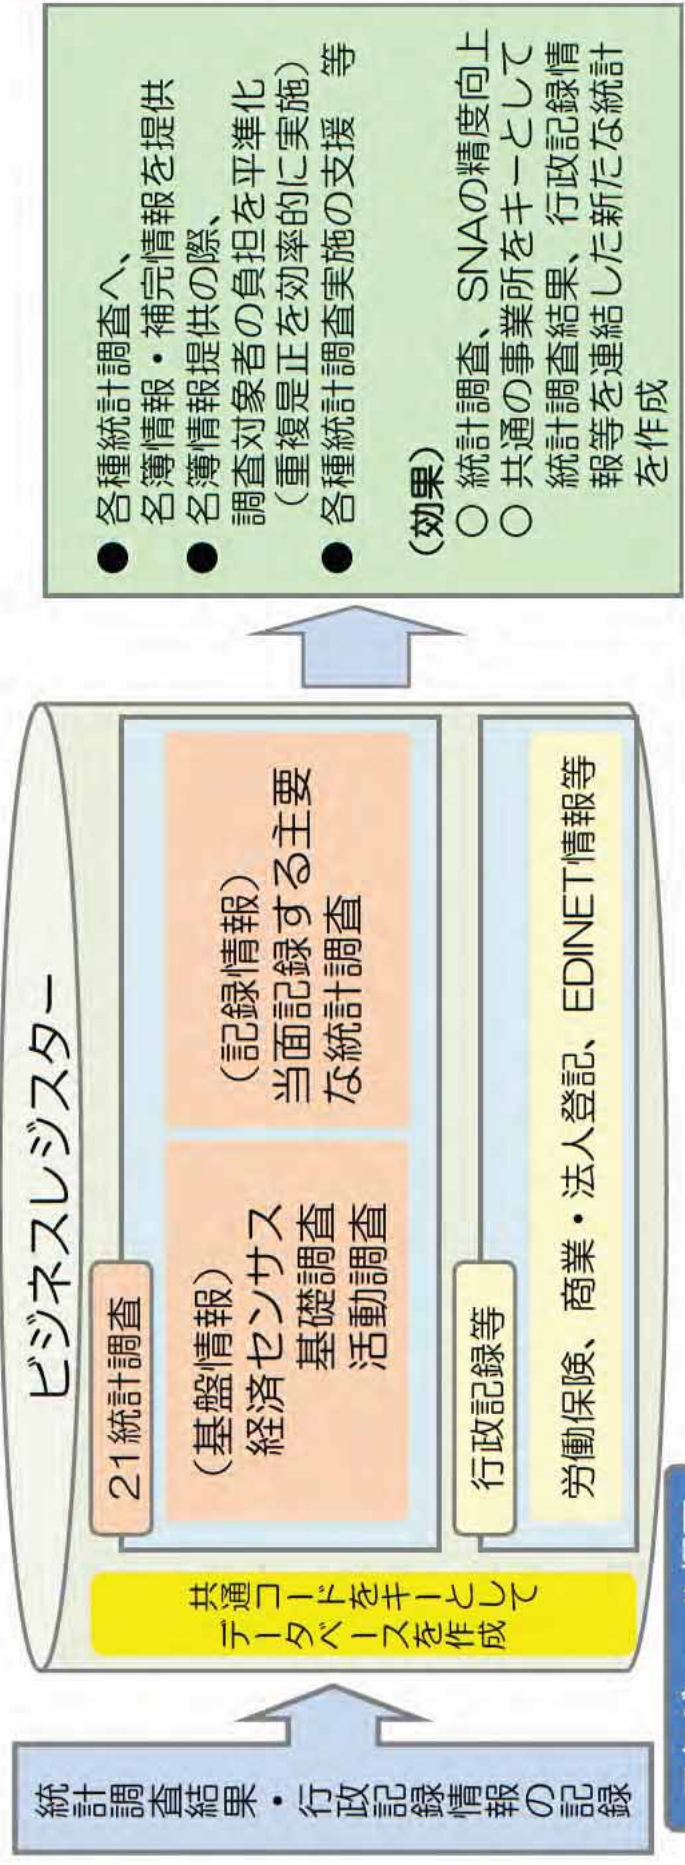 ビジネスレジスター
統計調査結果・行政記録情報の記録
共通コードをキーとして
データベースを作成
21統計調査
(基盤情報)
経済センサス
基礎調査
活動調査
(記録情報)
当面記録する主要
な統計調査
行政記録等
労働保険、商業・法人登記、EDINET情報等
● 各種統計調査へ、
名簿情報・補完情報を提供
● 名簿情報提供の際、
調査対象者の負担を平準化
(重複是正を効率的に実施)
● 各種統計調査実施の支援 等
(効果)
○ 統計調査、SNAの精度向上
○ 共通の事業所をキーとして
統計調査結果、行政記録情
報等を連結した新たな統計
を作成